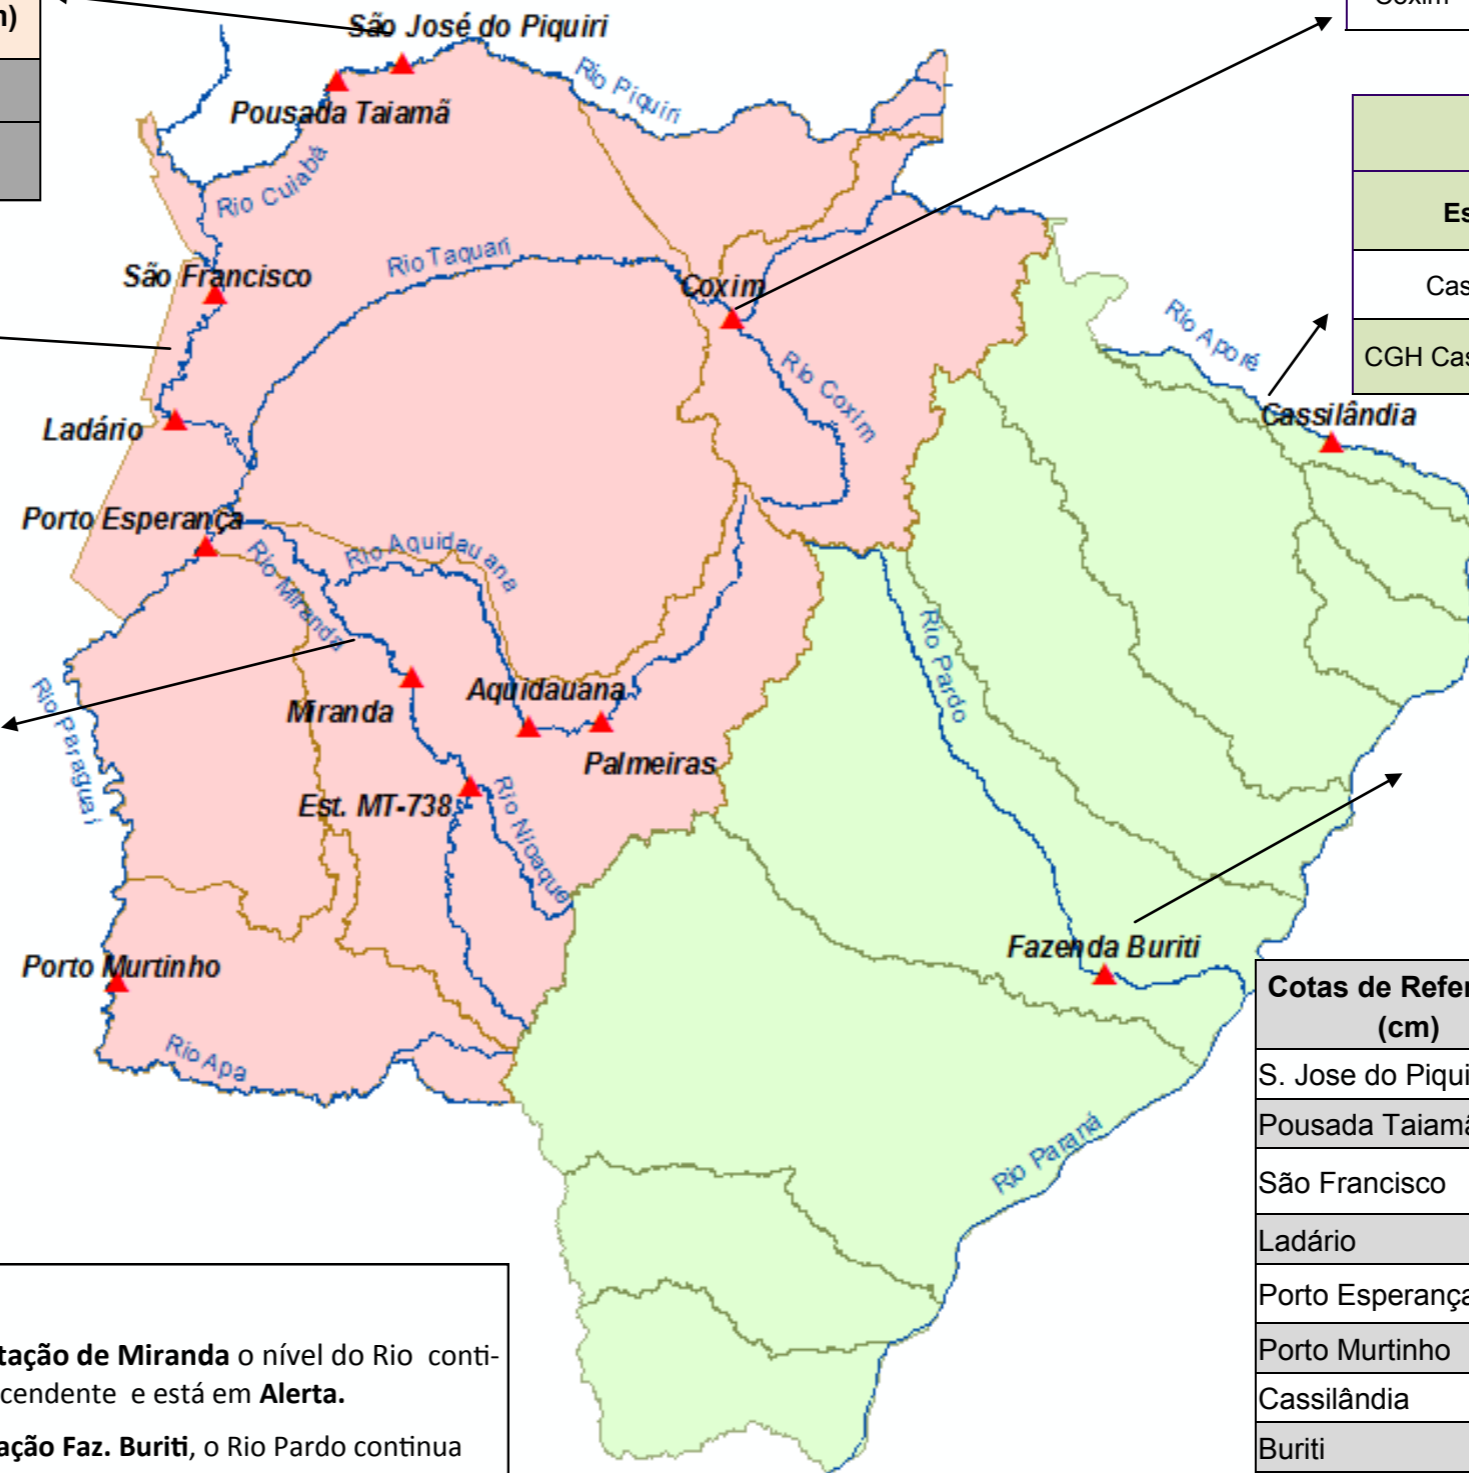 São José do Piquiri
Coxim
Rio Piquiri
Pousada Taiamã
Rio Cuiabá
Rio Taquari
São Francisco
Coxim
Rio Aporé
Rio Coxim
CGH Cas
Cassilândia
Ladário
Porto Esperança
Rio Aquidauana
Rio Miranda
Rio Pardo
Rio Paraguai
Aquidauana
Miranda
Palmeiras
Est. MT-738
Rio Nioaque
Porto Murtinho
Fazenda Buriti
Rio Apa
Rio Paraná
Cotas de Refer
(cm)
S. Jose do Piqui
Pousada Taiamã
São Francisco
Ladário
Porto Esperança
Porto Murtinho
Cassilândia
Buriti
tação de Miranda o nível do Rio conti-
cendente e está em Alerta.
ação Faz. Buriti, o Rio Pardo continua